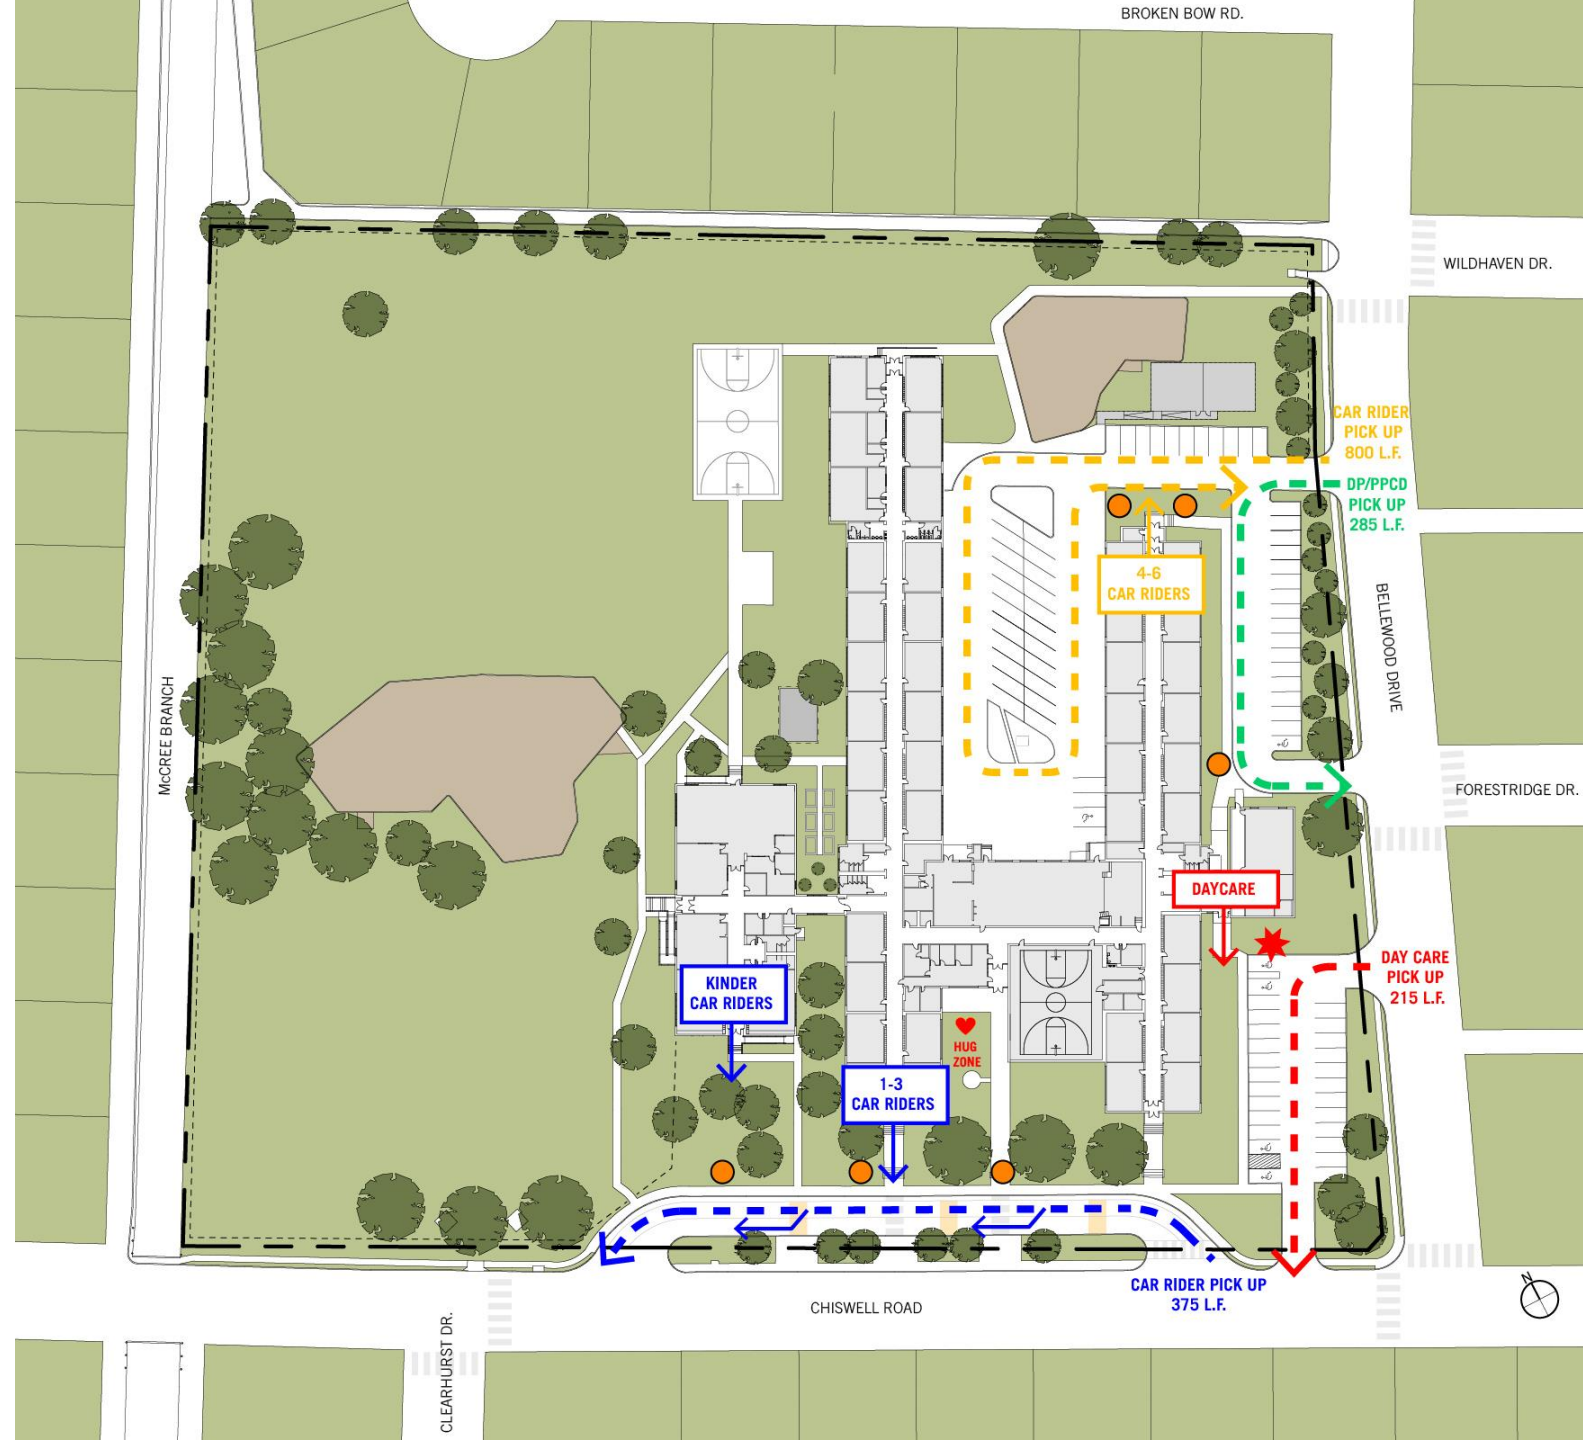 BROKEN BOW RD.
WILDHAVEN DR.
CAR RIDER
PICK UP
800 L.F.
DP/PPCD
PICK UP
285 L.F.
4-6
CAR RIDERS
BELLEWOOD DRIVE
McCREE BRANCH
FORESTRIDGE DR.
DAYCARE
DAY CARE
PICK UP
215 L.F.
KINDER
CAR RIDERS
HUG
ZONE
1-3
CAR RIDERS
CAR RIDER PICK UP
375 L.F.
CHISWELL ROAD
CLEARHURST DR.
N